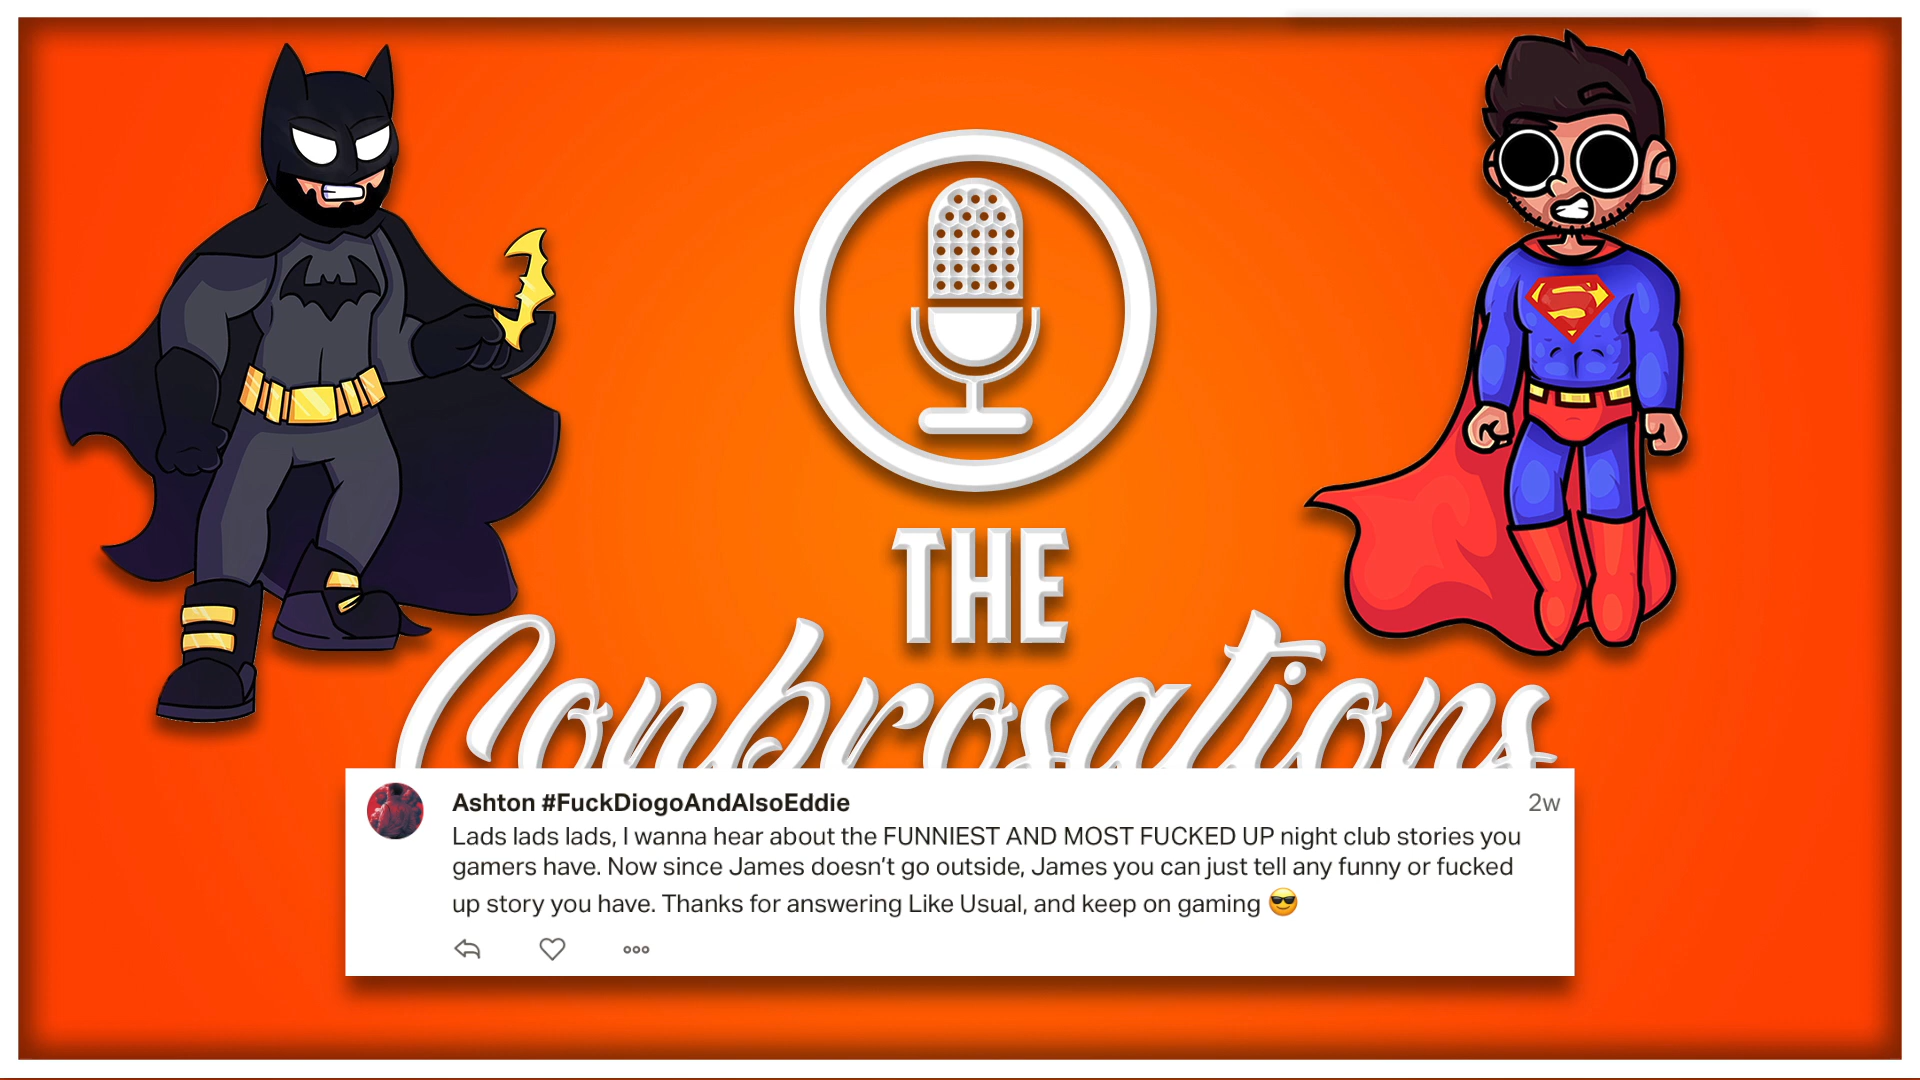 THE
Conbrosations
Ashton #FuckDiogoAndAlsoEddie
2w
Lads lads lads, I wanna hear about the FUNNIEST AND MOST FUCKED UP night club stories you
gamers have. Now since James doesn’t go outside, James you can just tell any funny or fucked
up story you have. Thanks for answering Like Usual, and keep on gaming 😎